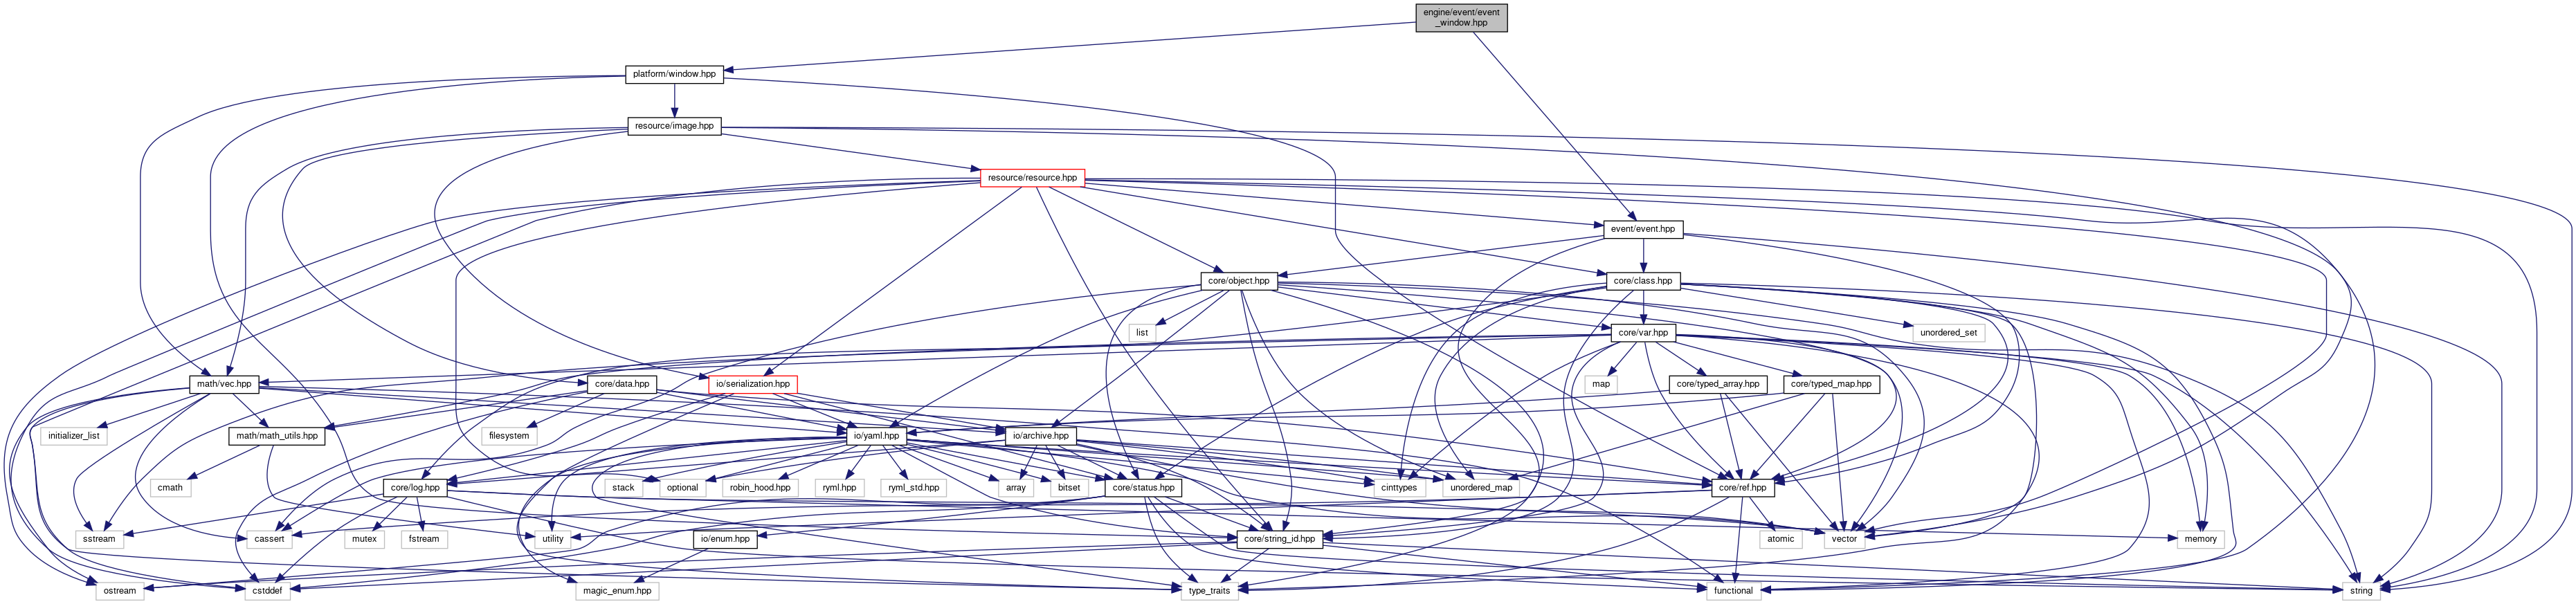 engine/event/event
_window.hpp
platform/window.hpp
resource/image.hpp
resource/resource.hpp
event/event.hpp
core/object.hpp
core/class.hpp
list
core/var.hpp
unordered_set
math/vec.hpp
core/data.hpp
io/serialization.hpp
map
core/typed_array.hpp
core/typed_map.hpp
initializer_list
math/math_utils.hpp
filesystem
io/yaml.hpp
io/archive.hpp
cmath
core/log.hpp
stack
optional
robin_hood.hpp
ryml.hpp
ryml_std.hpp
array
bitset
core/status.hpp
cinttypes
unordered_map
core/ref.hpp
sstream
cassert
mutex
fstream
utility
io/enum.hpp
core/string_id.hpp
atomic
vector
memory
ostream
cstddef
magic_enum.hpp
type_traits
functional
string